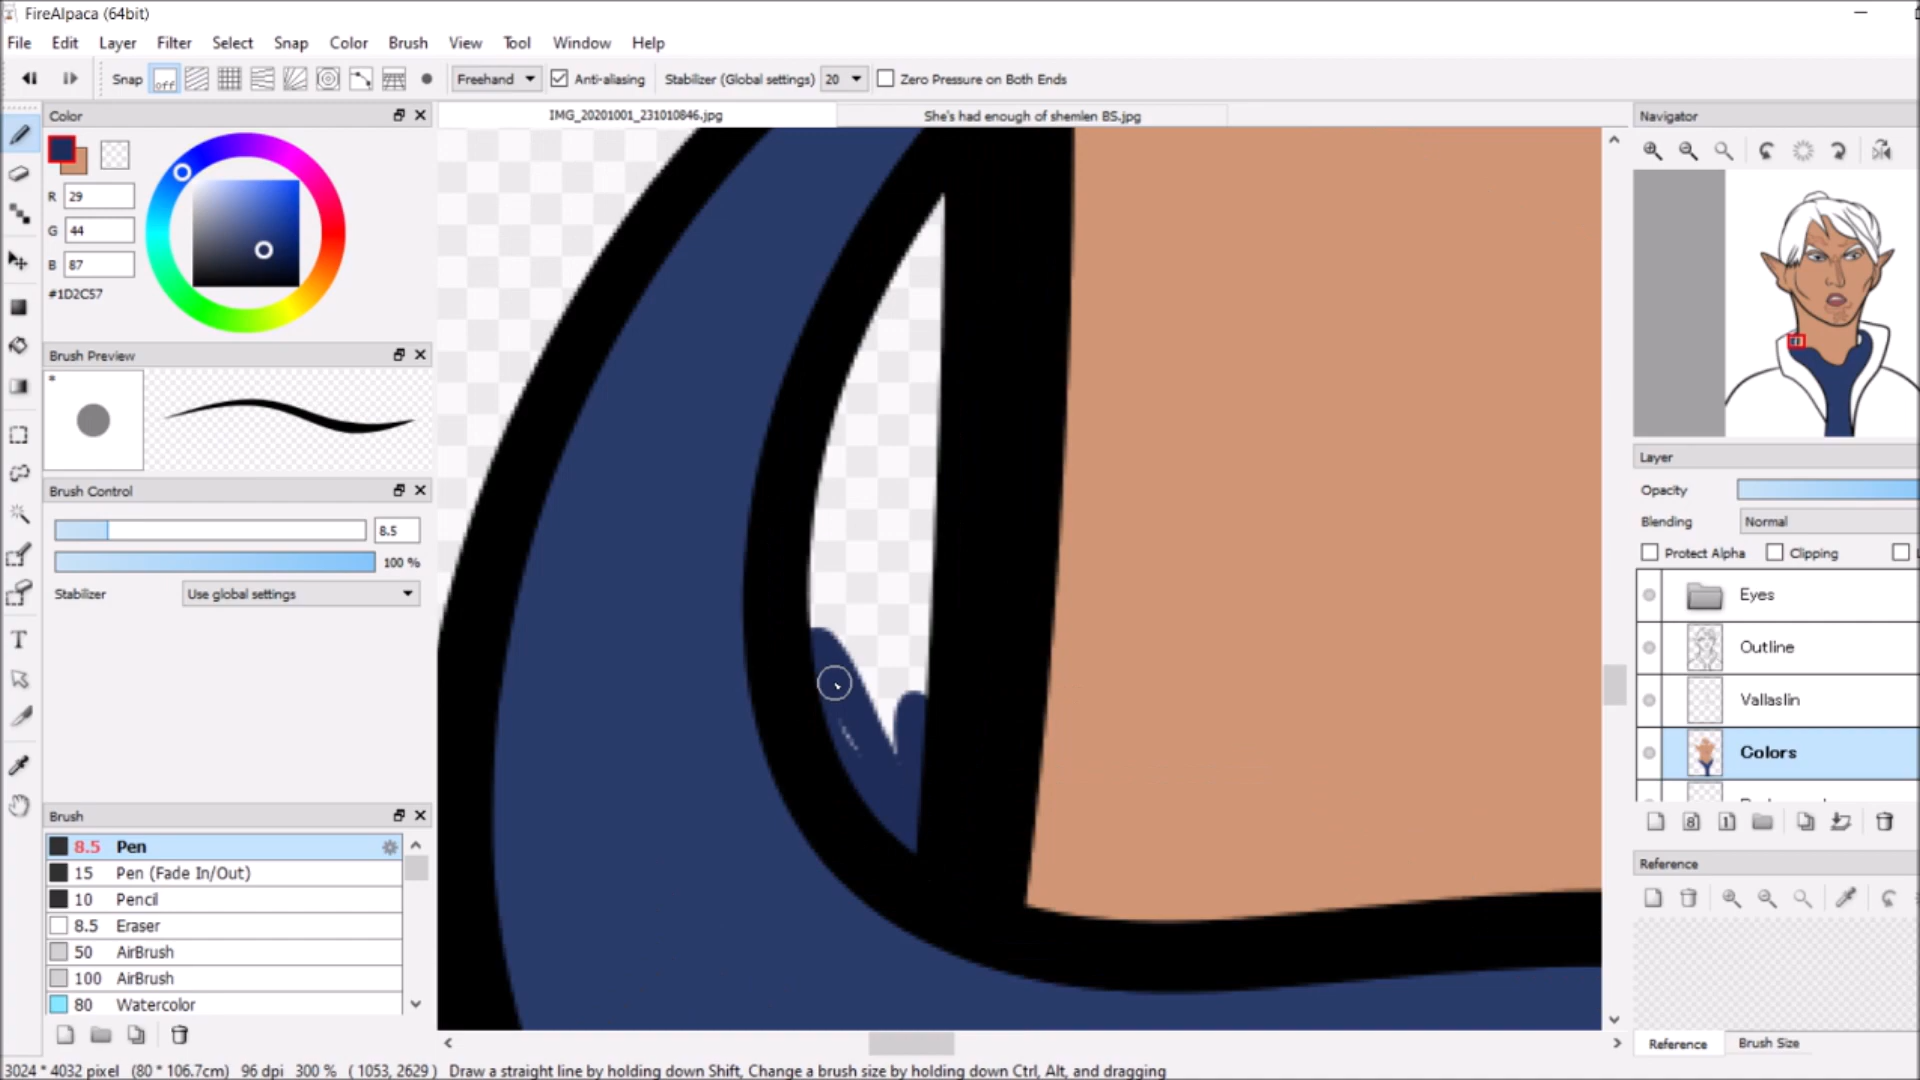 FireAlpaca (64bit)
File Edit Layer Filter Select Snap Color Brush View Tool Window Help
Snap off Freehand Anti-aliasing Stabilizer (Global settings) 20 Zero Pressure on Both Ends
Color
IMG_20201001_231010846.jpg
She's had enough of shemlen BS.jpg
Navigator
R 29
G 44
B 87
#1D2C57
Brush Preview
*
Brush Control
8.5
100 %
Stabilizer Use global settings
Brush
8.5 Pen
15 Pen (Fade In/Out)
10 Pencil
8.5 Eraser
50 AirBrush
100 AirBrush
80 Watercolor
T
Layer
Opacity
Blending Normal
Protect Alpha Clipping
Eyes
Outline
Vallaslin
Colors
8 1
Reference
Reference Brush Size
3024 * 4032 pixel (80 * 106.7cm) 96 dpi 300 % ( 1053, 2629 ) Draw a straight line by holding down Shift, Change a brush size by holding down Ctrl, Alt, and dragging